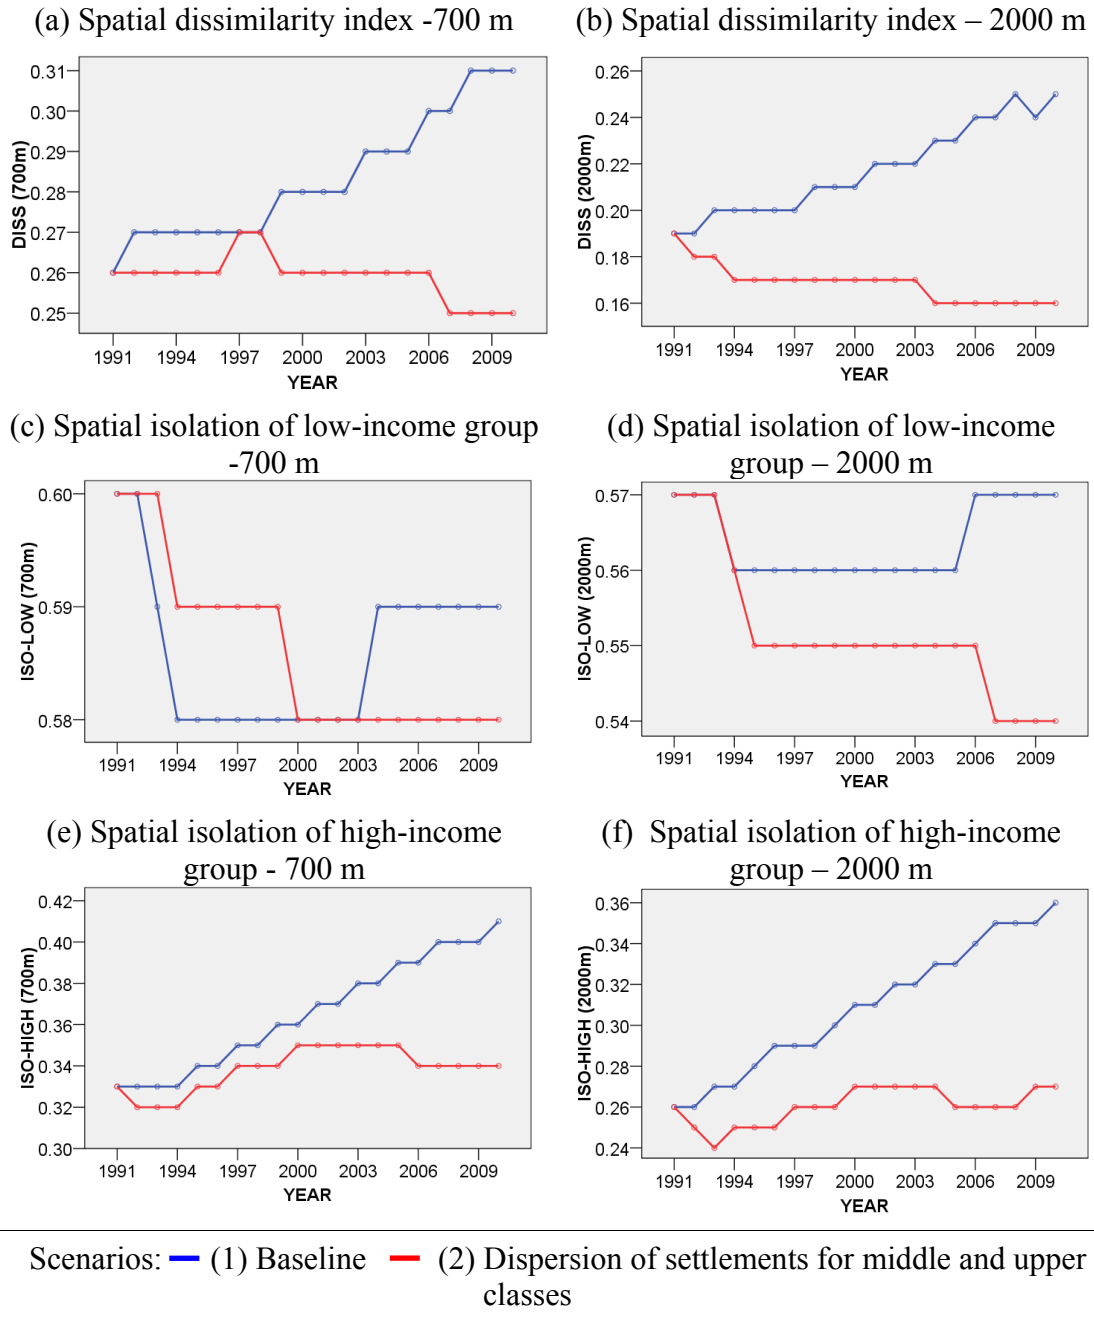 (a) Spatial dissimilarity index -700 m
(b) Spatial dissimilarity index – 2000 m
0.31
0.30
0.29
0.28
0.27
0.26
0.25
DISS (700m)
1991 1994 1997 2000 2003 2006 2009
YEAR
0.26
0.24
0.22
0.20
0.18
0.16
DISS (2000m)
1991 1994 1997 2000 2003 2006 2009
YEAR
(c) Spatial isolation of low-income group
-700 m
(d) Spatial isolation of low-income
group – 2000 m
0.60
0.59
0.58
ISO-LOW (700m)
1991 1994 1997 2000 2003 2006 2009
YEAR
0.57
0.56
0.55
0.54
ISO-LOW (2000m)
1991 1994 1997 2000 2003 2006 2009
YEAR
(e) Spatial isolation of high-income
group - 700 m
(f) Spatial isolation of high-income
group – 2000 m
0.42
0.40
0.38
0.36
0.34
0.32
0.30
ISO-HIGH (700m)
1991 1994 1997 2000 2003 2006 2009
YEAR
0.36
0.34
0.32
0.30
0.28
0.26
0.24
ISO-HIGH (2000m)
1991 1994 1997 2000 2003 2006 2009
YEAR
Scenarios: (1) Baseline (2) Dispersion of settlements for middle and upper
classes